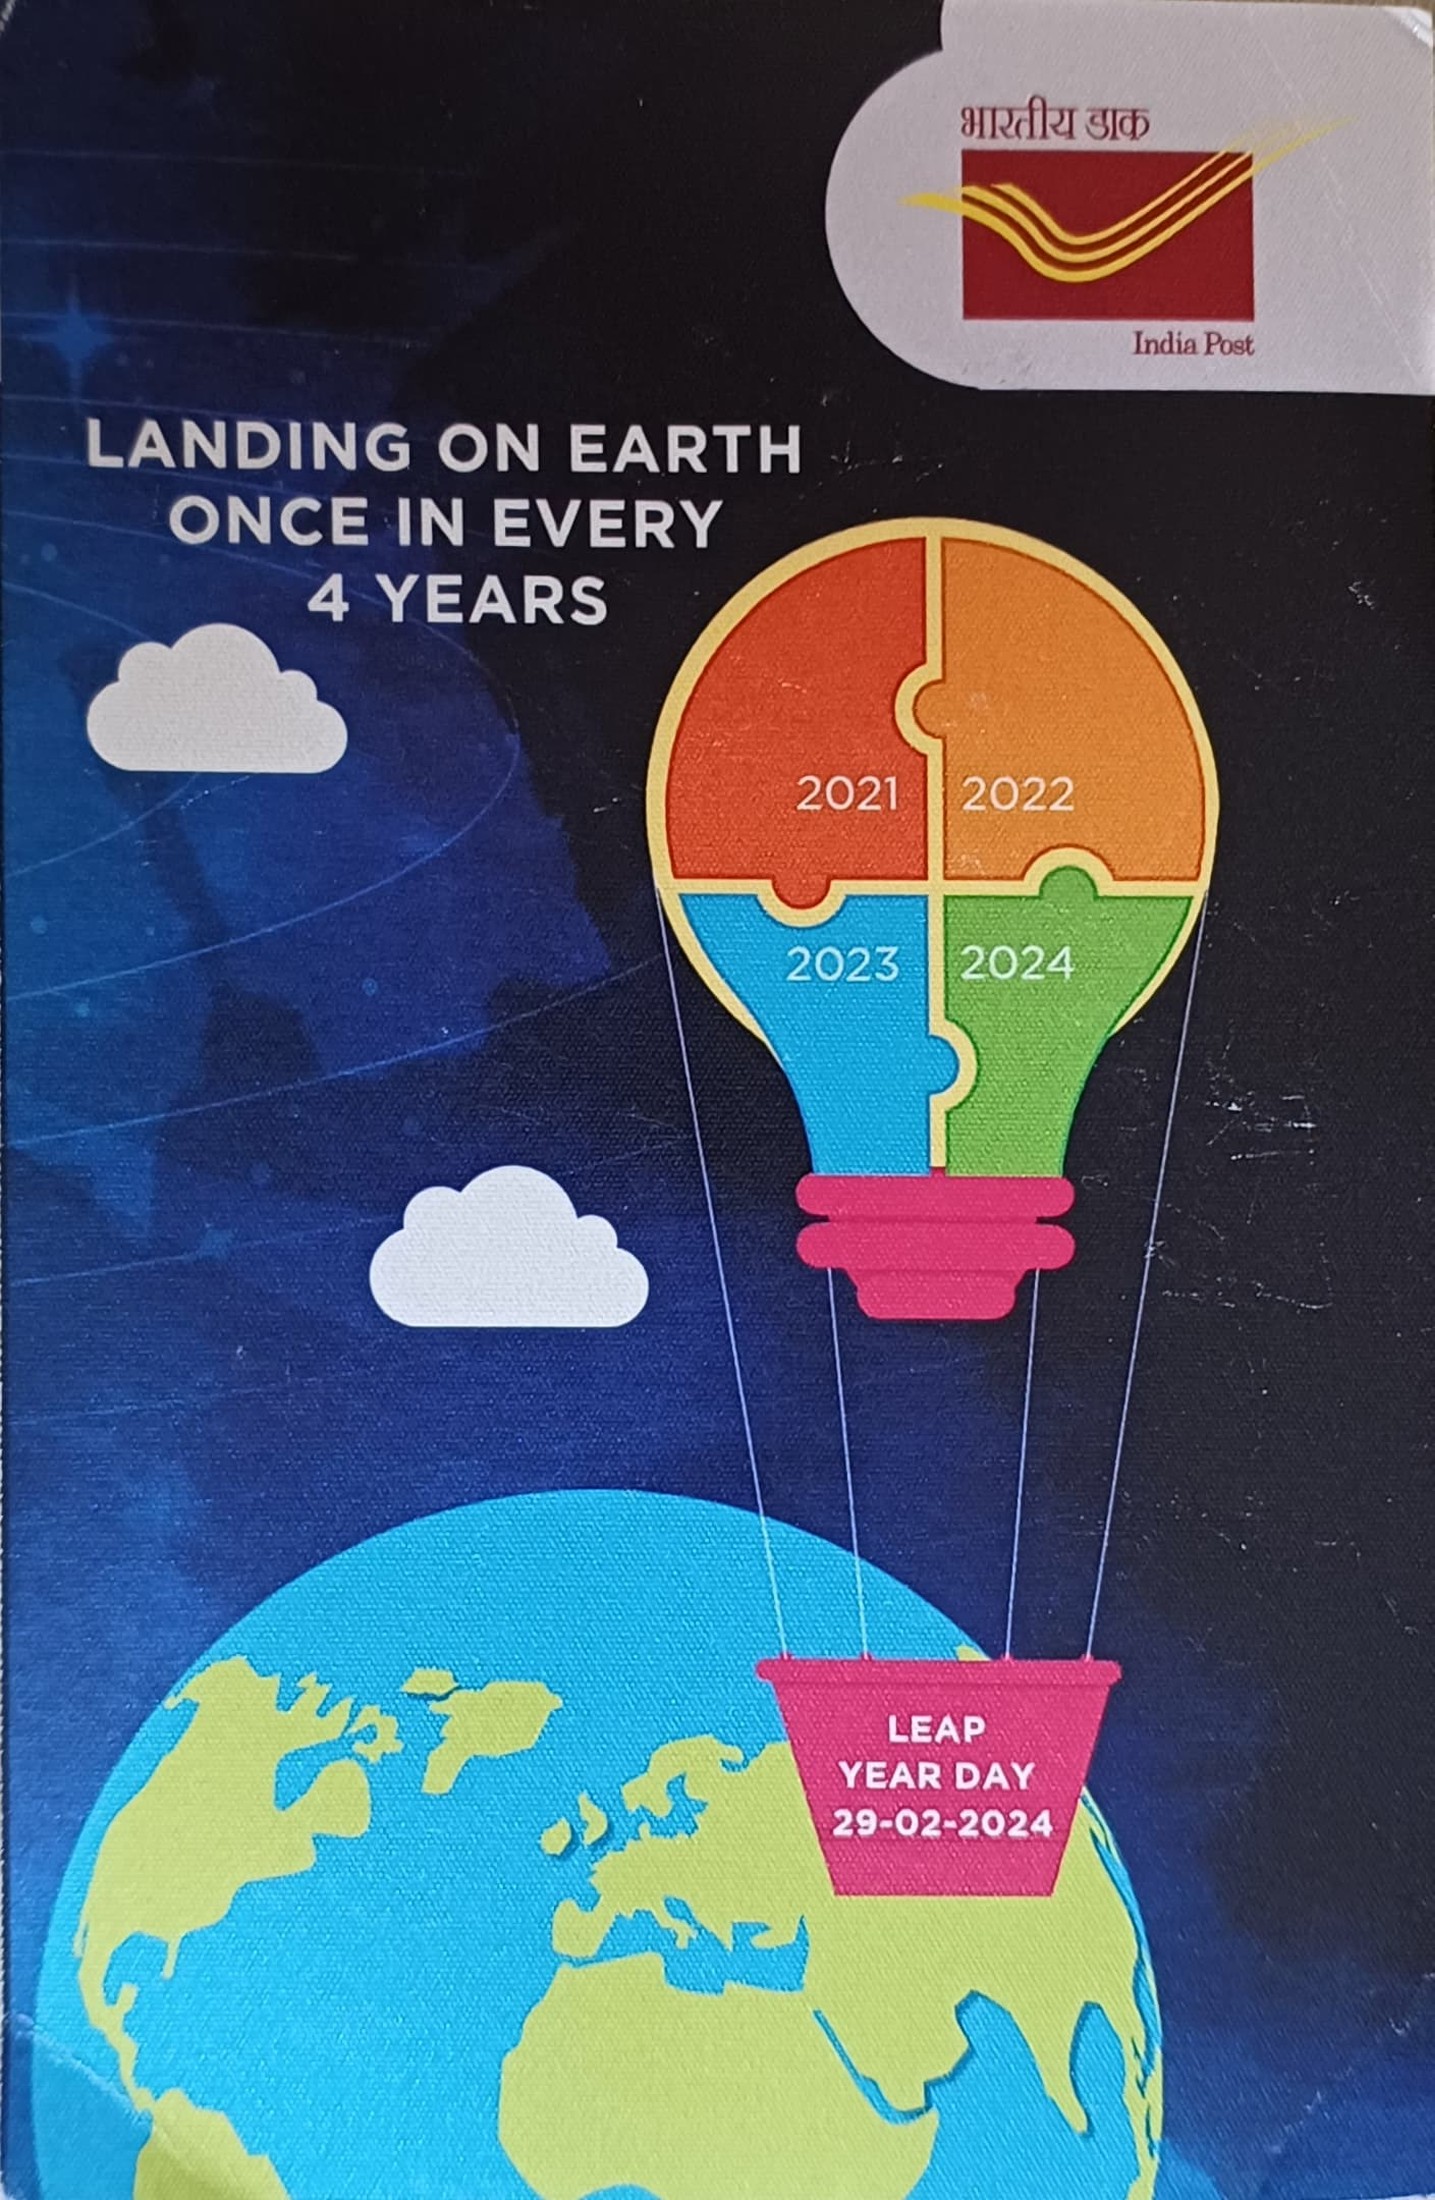 भारतीय डाक
India Post
LANDING ON EARTH
ONCE IN EVERY
4 YEARS
2021
2022
2023
2024
LEAP
YEAR DAY
29-02-2024